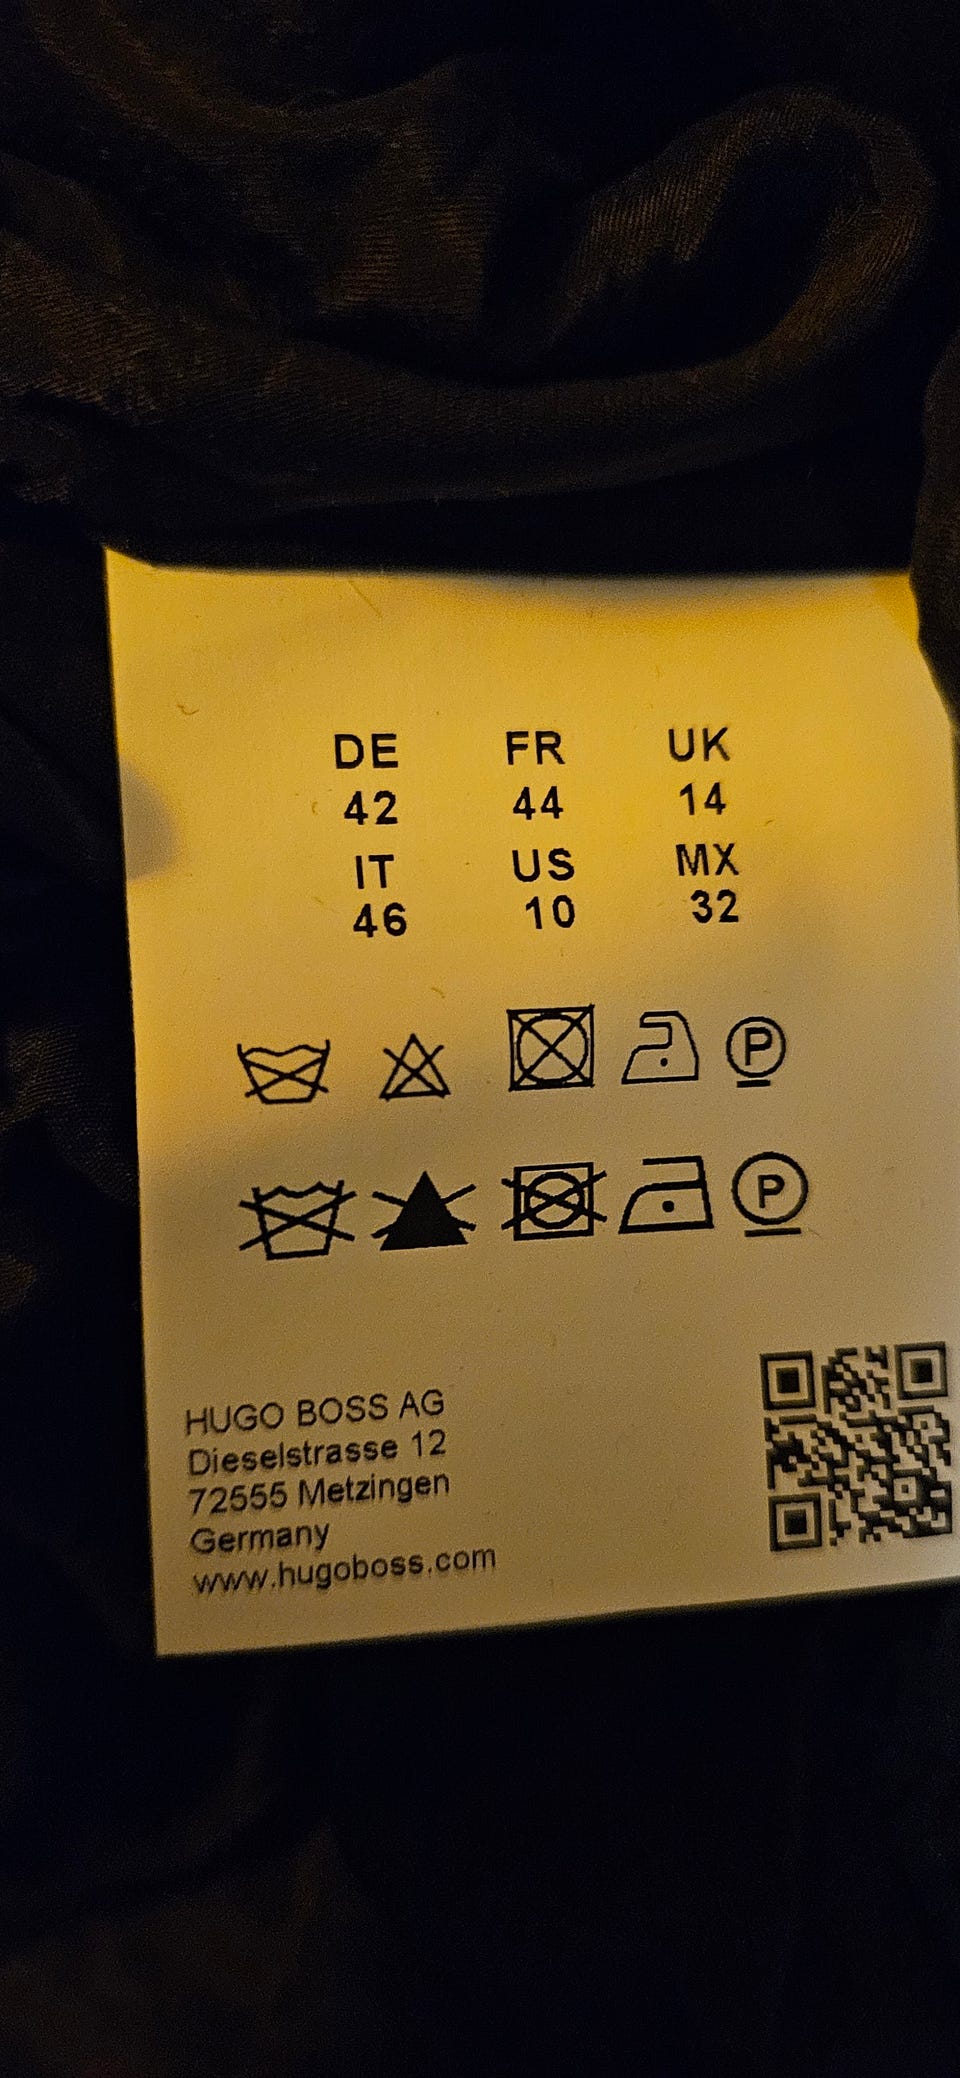 DE FR UK
42 44 14
IT US MX
46 10 32
P
P
HUGO BOSS AG
Dieselstrasse 12
72555 Metzingen
Germany
www.hugoboss.com